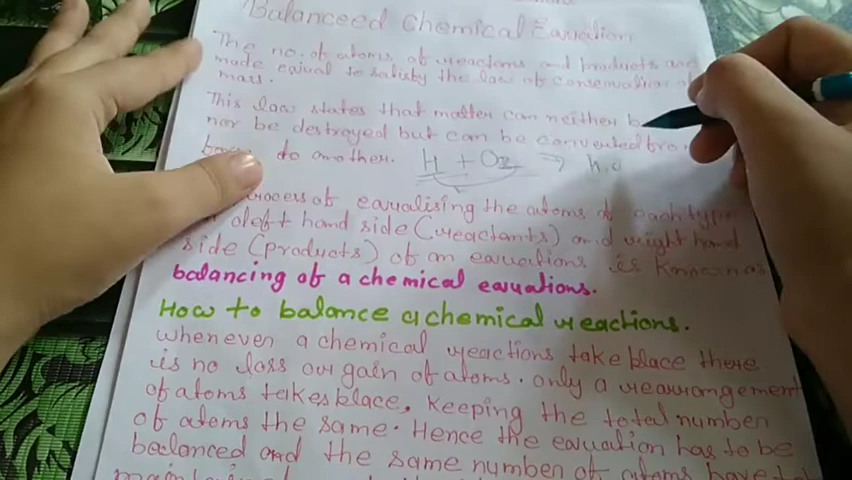 Balanceed Chemical Equation
The no. of atoms of reactons and products are
made equal to satisfy the law of conservation of
mass.
This law states that matter can neither b
nor be destroyed but can be converted fro
to another. H + O2 ⇒ h2o
process of equalising the atoms of each type
left hand side (reactants) and right hand
side (products) of an equations is known as
balancing of a chemical equations.
How to balance a chemical reactions.
whenever a chemical reactions take place there
is no loss or gain of atoms. only a rearrangement
of atoms takes place, keeping the total number
of atoms the same. Hence the equation has to be
balanced and the same number of atoms have to